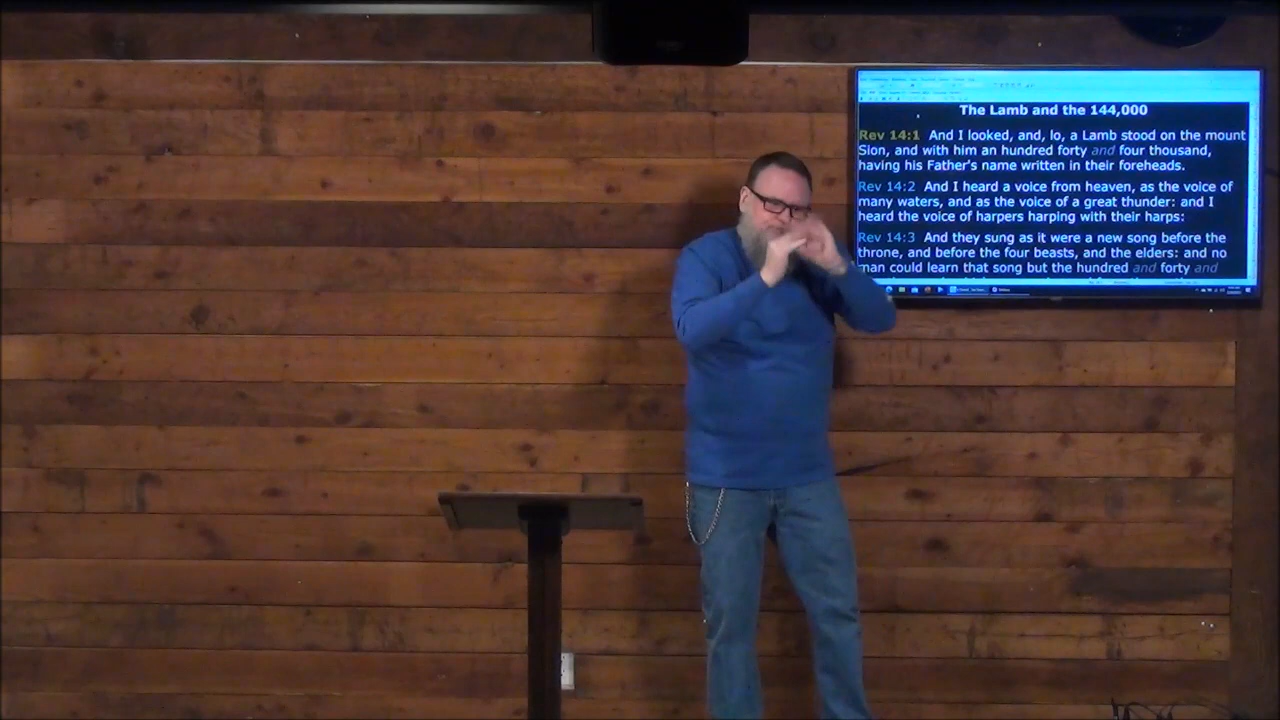 The Lamb and the 144,000
Rev 14:1 And I looked, and, lo, a Lamb stood on the mount
Sion, and with him an hundred forty and four thousand,
having his Father's name written in their foreheads.
Rev 14:2 And I heard a voice from heaven, as the voice of
many waters, and as the voice of a great thunder: and I
heard the voice of harpers harping with their harps:
Rev 14:3 And they sung as it were a new song before the
throne, and before the four beasts, and the elders: and no
man could learn that song but the hundred and forty and